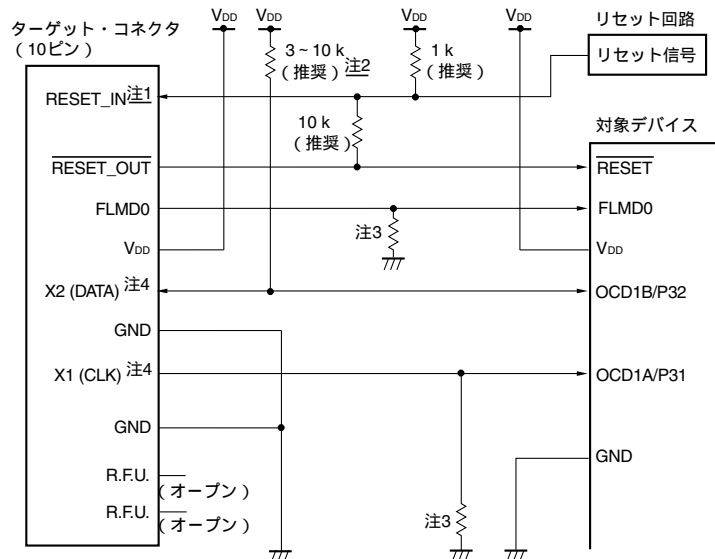 ターゲット・コネクタ
（10ピン）
VDD
VDD
VDD
VDD
リセット回路
リセット信号
3~10 k
（推奨）注2
1 k
（推奨）
RESET_IN注1
10 k
（推奨）
対象デバイス
RESET_OUT
RESET
FLMD0
FLMD0
注3
VDD
VDD
X2 (DATA) 注4
OCD1B/P32
GND
X1 (CLK) 注4
OCD1A/P31
GND
GND
R.F.U.
（オープン）
R.F.U.
（オープン）
注3